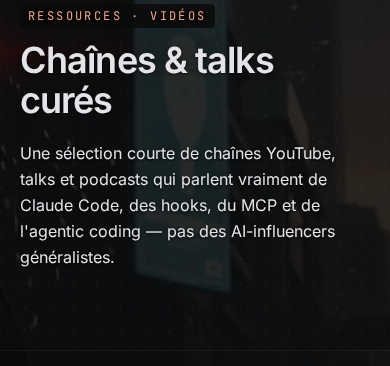 RESSOURCES · VIDÉOS
Chaînes & talks
curés
Une sélection courte de chaînes YouTube,
talks et podcasts qui parlent vraiment de
Claude Code, des hooks, du MCP et de
l'agentic coding — pas des AI-influencers
généralistes.